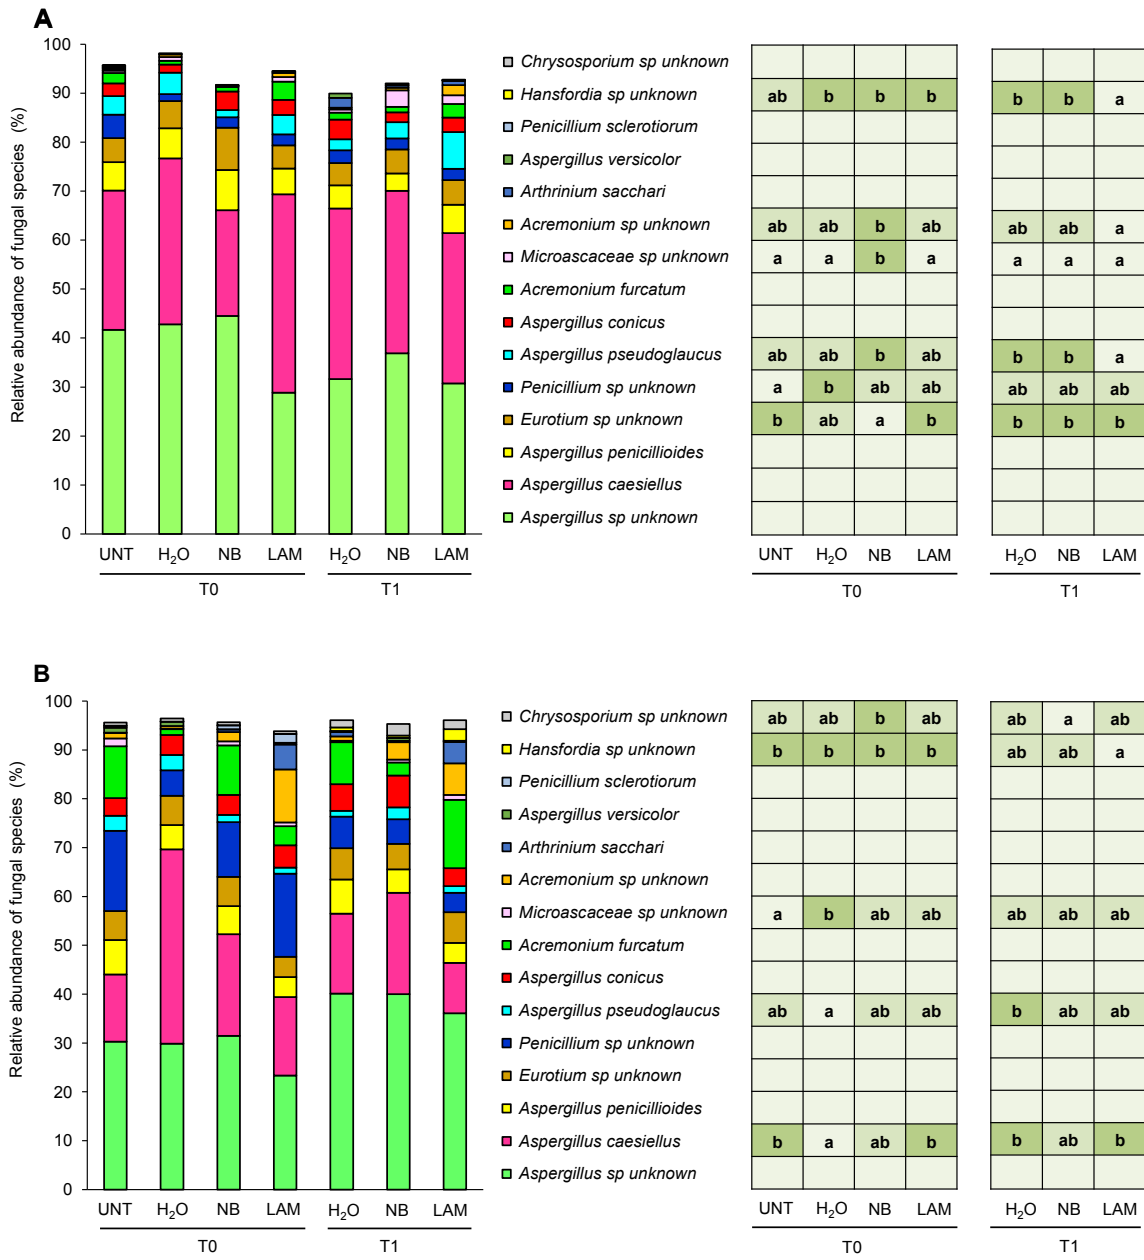 A
Relative abundance of fungal species (%)
100
90
80
70
60
50
40
30
20
10
0
UNT H₂O NB LAM H₂O NB LAM
T0 T1
Chrysosporium sp unknown
Hansfordia sp unknown
Penicillium sclerotiorum
Aspergillus versicolor
Arthrinium sacchari
Acremonium sp unknown
Microascaceae sp unknown
Acremonium furcatum
Aspergillus conicus
Aspergillus pseudoglaucus
Penicillium sp unknown
Eurotium sp unknown
Aspergillus penicillioides
Aspergillus caesiellus
Aspergillus sp unknown
ab b b b b b a
ab ab b ab ab ab a
a a b a a a a
ab ab b ab b b a
a b ab ab ab ab ab
b ab a b b b b
UNT H₂O NB LAM H₂O NB LAM
T0 T1
B
Relative abundance of fungal species (%)
100
90
80
70
60
50
40
30
20
10
0
UNT H₂O NB LAM H₂O NB LAM
T0 T1
Chrysosporium sp unknown
Hansfordia sp unknown
Penicillium sclerotiorum
Aspergillus versicolor
Arthrinium sacchari
Acremonium sp unknown
Microascaceae sp unknown
Acremonium furcatum
Aspergillus conicus
Aspergillus pseudoglaucus
Penicillium sp unknown
Eurotium sp unknown
Aspergillus penicillioides
Aspergillus caesiellus
Aspergillus sp unknown
ab ab b ab ab a ab
b b b b ab ab a
a b ab ab ab ab ab
ab a ab ab b ab ab
b a ab b b ab b
UNT H₂O NB LAM H₂O NB LAM
T0 T1